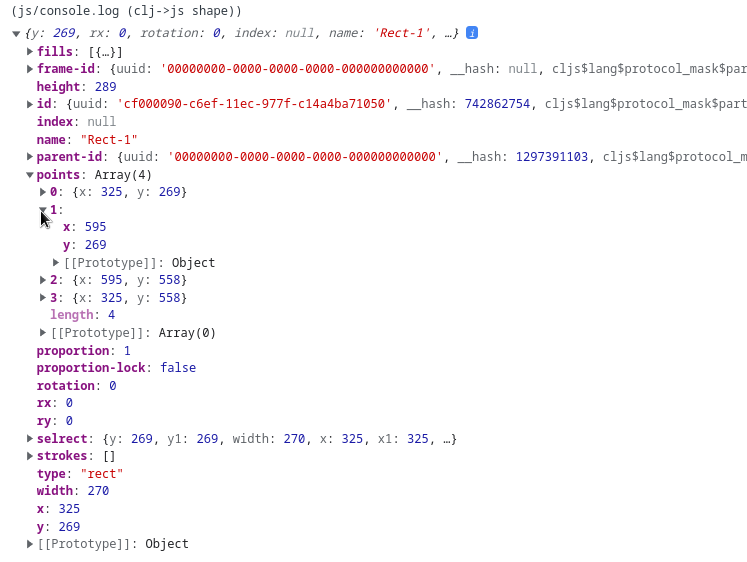 (js/console.log (clj->js shape))
▼ {y: 269, rx: 0, rotation: 0, index: null, name: 'Rect-1', …} i
▶ fills: [{…}]
▶ frame-id: {uuid: '00000000-0000-0000-0000-000000000000', __hash: null, cljs$lang$protocol_mask$par
height: 289
▶ id: {uuid: 'cf000090-c6ef-11ec-977f-c14a4ba71050', __hash: 742862754, cljs$lang$protocol_mask$part
index: null
name: "Rect-1"
▶ parent-id: {uuid: '00000000-0000-0000-0000-000000000000', __hash: 1297391103, cljs$lang$protocol_m
▼ points: Array(4)
▶ 0: {x: 325, y: 269}
▼ 1:
x: 595
y: 269
▶ [[Prototype]]: Object
▶ 2: {x: 595, y: 558}
▶ 3: {x: 325, y: 558}
length: 4
▶ [[Prototype]]: Array(0)
proportion: 1
proportion-lock: false
rotation: 0
rx: 0
ry: 0
▶ selrect: {y: 269, y1: 269, width: 270, x: 325, x1: 325, …}
▶ strokes: []
type: "rect"
width: 270
x: 325
y: 269
▶ [[Prototype]]: Object